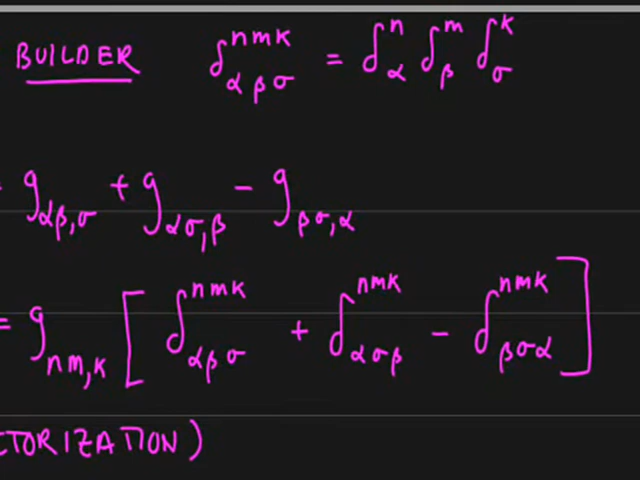 BUILDER δ^{nmk}_{αβσ} = δ^n_α δ^m_β δ^k_σ
- g_{αβ,σ} + g_{ασ,β} - g_{βσ,α}
= g_{nm,k} [ δ^{nmk}_{αβσ} + δ^{nmk}_{ασβ} - δ^{nmk}_{βσα} ]
CTORIZATION)